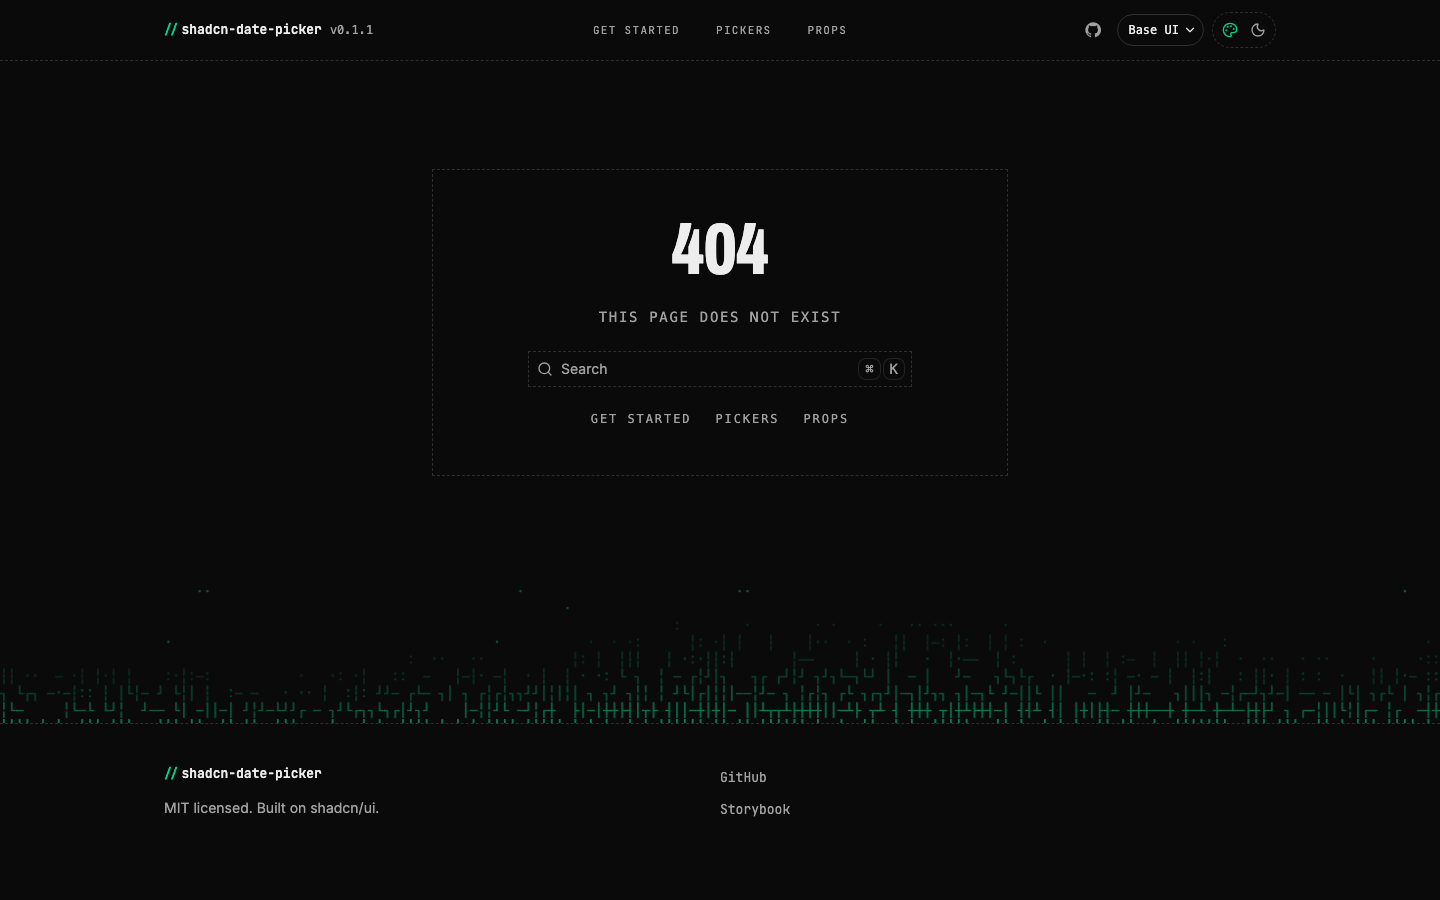 // shadcn-date-picker v0.1.1
GET STARTED PICKERS PROPS
Base UI
404
THIS PAGE DOES NOT EXIST
Search ⌘ K
GET STARTED PICKERS PROPS
// shadcn-date-picker
MIT licensed. Built on shadcn/ui.
GitHub
Storybook